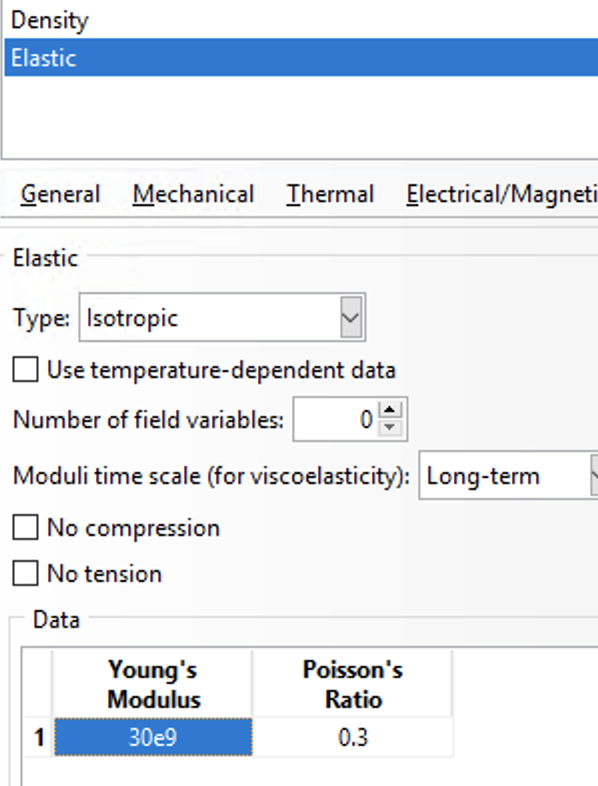 Density
Elastic
General Mechanical Thermal Electrical/Magneti
Elastic
Type: Isotropic
Use temperature-dependent data
Number of field variables: 0
Moduli time scale (for viscoelasticity): Long-term
No compression
No tension
Data
Young's Poisson's
Modulus Ratio
1 30e9 0.3